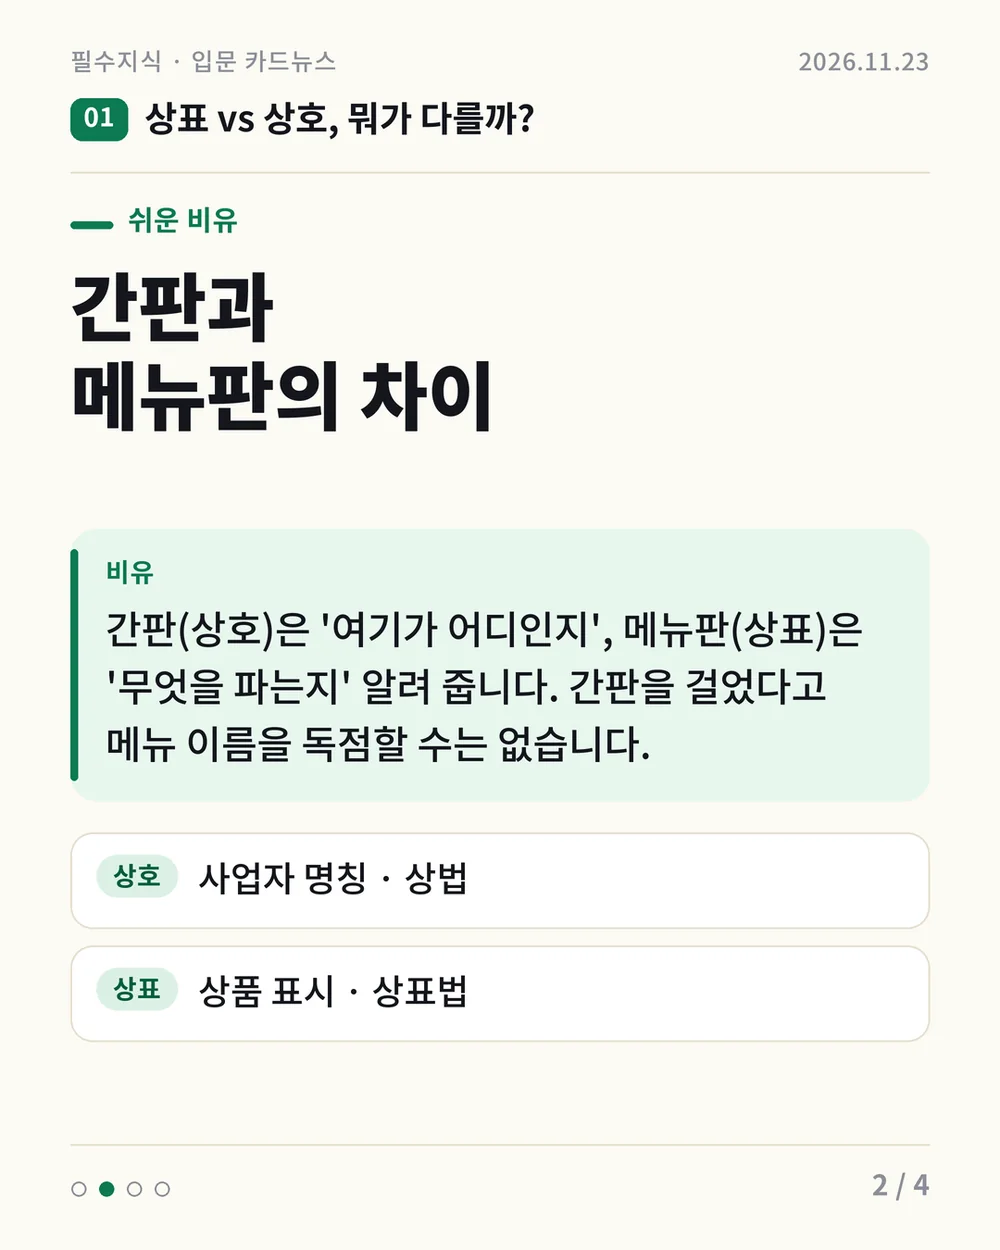 필수지식 · 입문 카드뉴스
2026.11.23
01 상표 vs 상호, 뭐가 다를까?
쉬운 비유
간판과
메뉴판의 차이
비유
간판(상호)은 '여기가 어디인지', 메뉴판(상표)은
'무엇을 파는지' 알려 줍니다. 간판을 걸었다고
메뉴 이름을 독점할 수는 없습니다.
상호 사업자 명칭 · 상법
상표 상품 표시 · 상표법
2 / 4